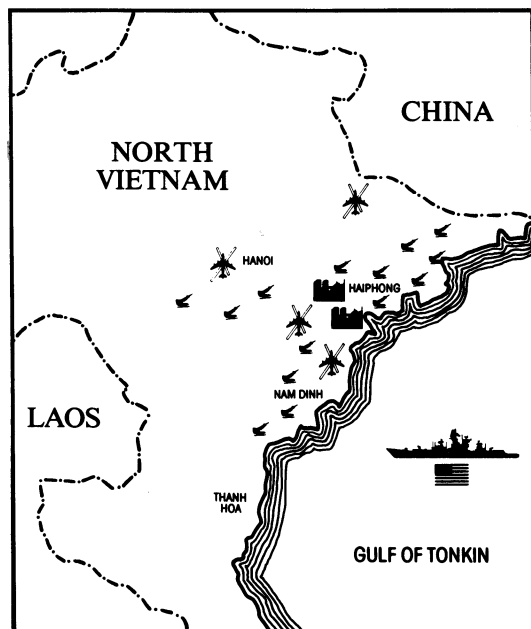 CHINA
NORTH
VIETNAM
HANOI
HAIPHONG
NAM DINH
LAOS
THANH
HOA
GULF OF TONKIN